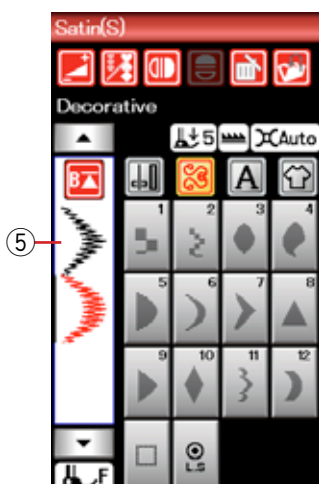 Satin(S)
Decorative
5 Auto
B A
1 2 3 4
⑤
5 6 7 8
9 10 11 12
L.S
F